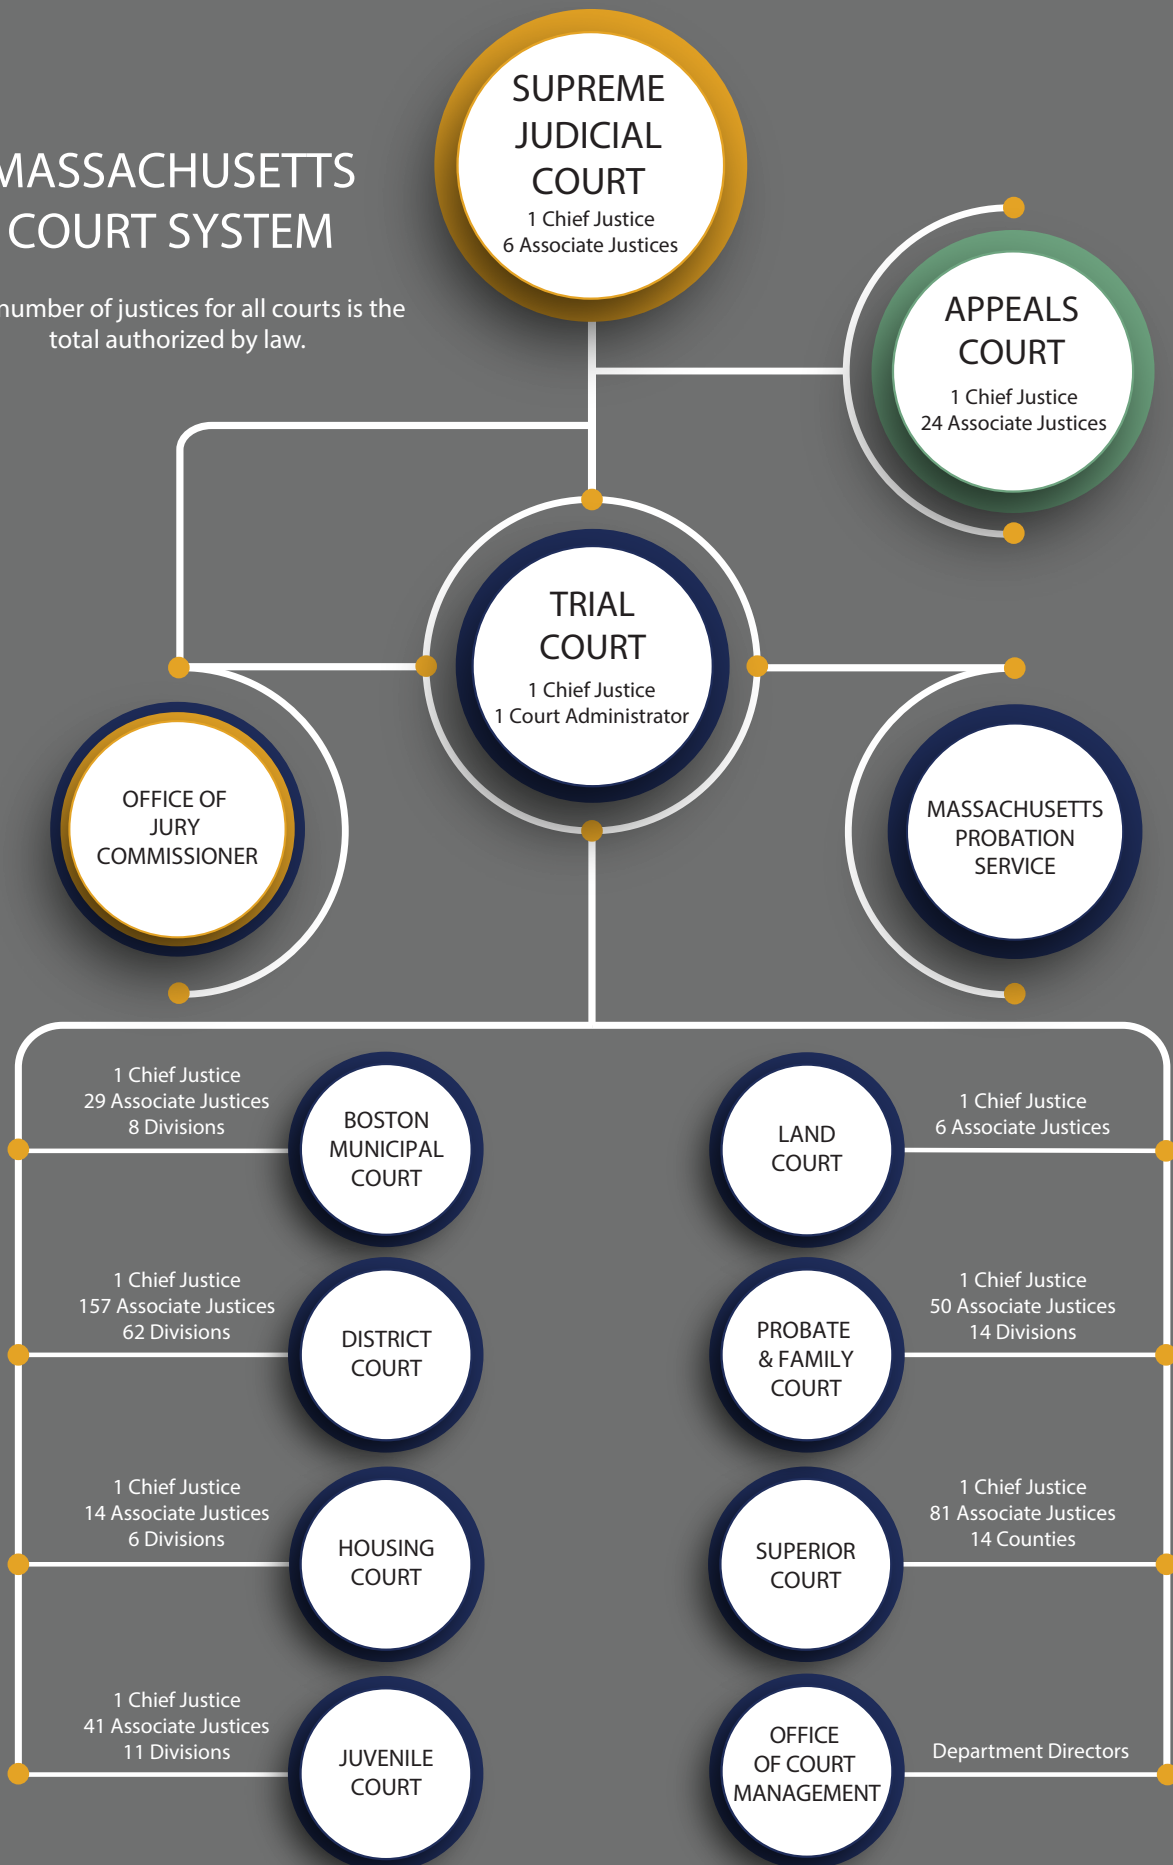 SUPREME
JUDICIAL
COURT
1 Chief Justice
6 Associate Justices
MASSACHUSETTS
COURT SYSTEM
number of justices for all courts is the
total authorized by law.
APPEALS
COURT
1 Chief Justice
24 Associate Justices
TRIAL
COURT
1 Chief Justice
1 Court Administrator
OFFICE OF
JURY
COMMISSIONER
MASSACHUSETTS
PROBATION
SERVICE
1 Chief Justice
29 Associate Justices
8 Divisions
BOSTON
MUNICIPAL
COURT
LAND
COURT
1 Chief Justice
6 Associate Justices
1 Chief Justice
157 Associate Justices
62 Divisions
DISTRICT
COURT
PROBATE
& FAMILY
COURT
1 Chief Justice
50 Associate Justices
14 Divisions
1 Chief Justice
14 Associate Justices
6 Divisions
HOUSING
COURT
SUPERIOR
COURT
1 Chief Justice
81 Associate Justices
14 Counties
1 Chief Justice
41 Associate Justices
11 Divisions
JUVENILE
COURT
OFFICE
OF COURT
MANAGEMENT
Department Directors